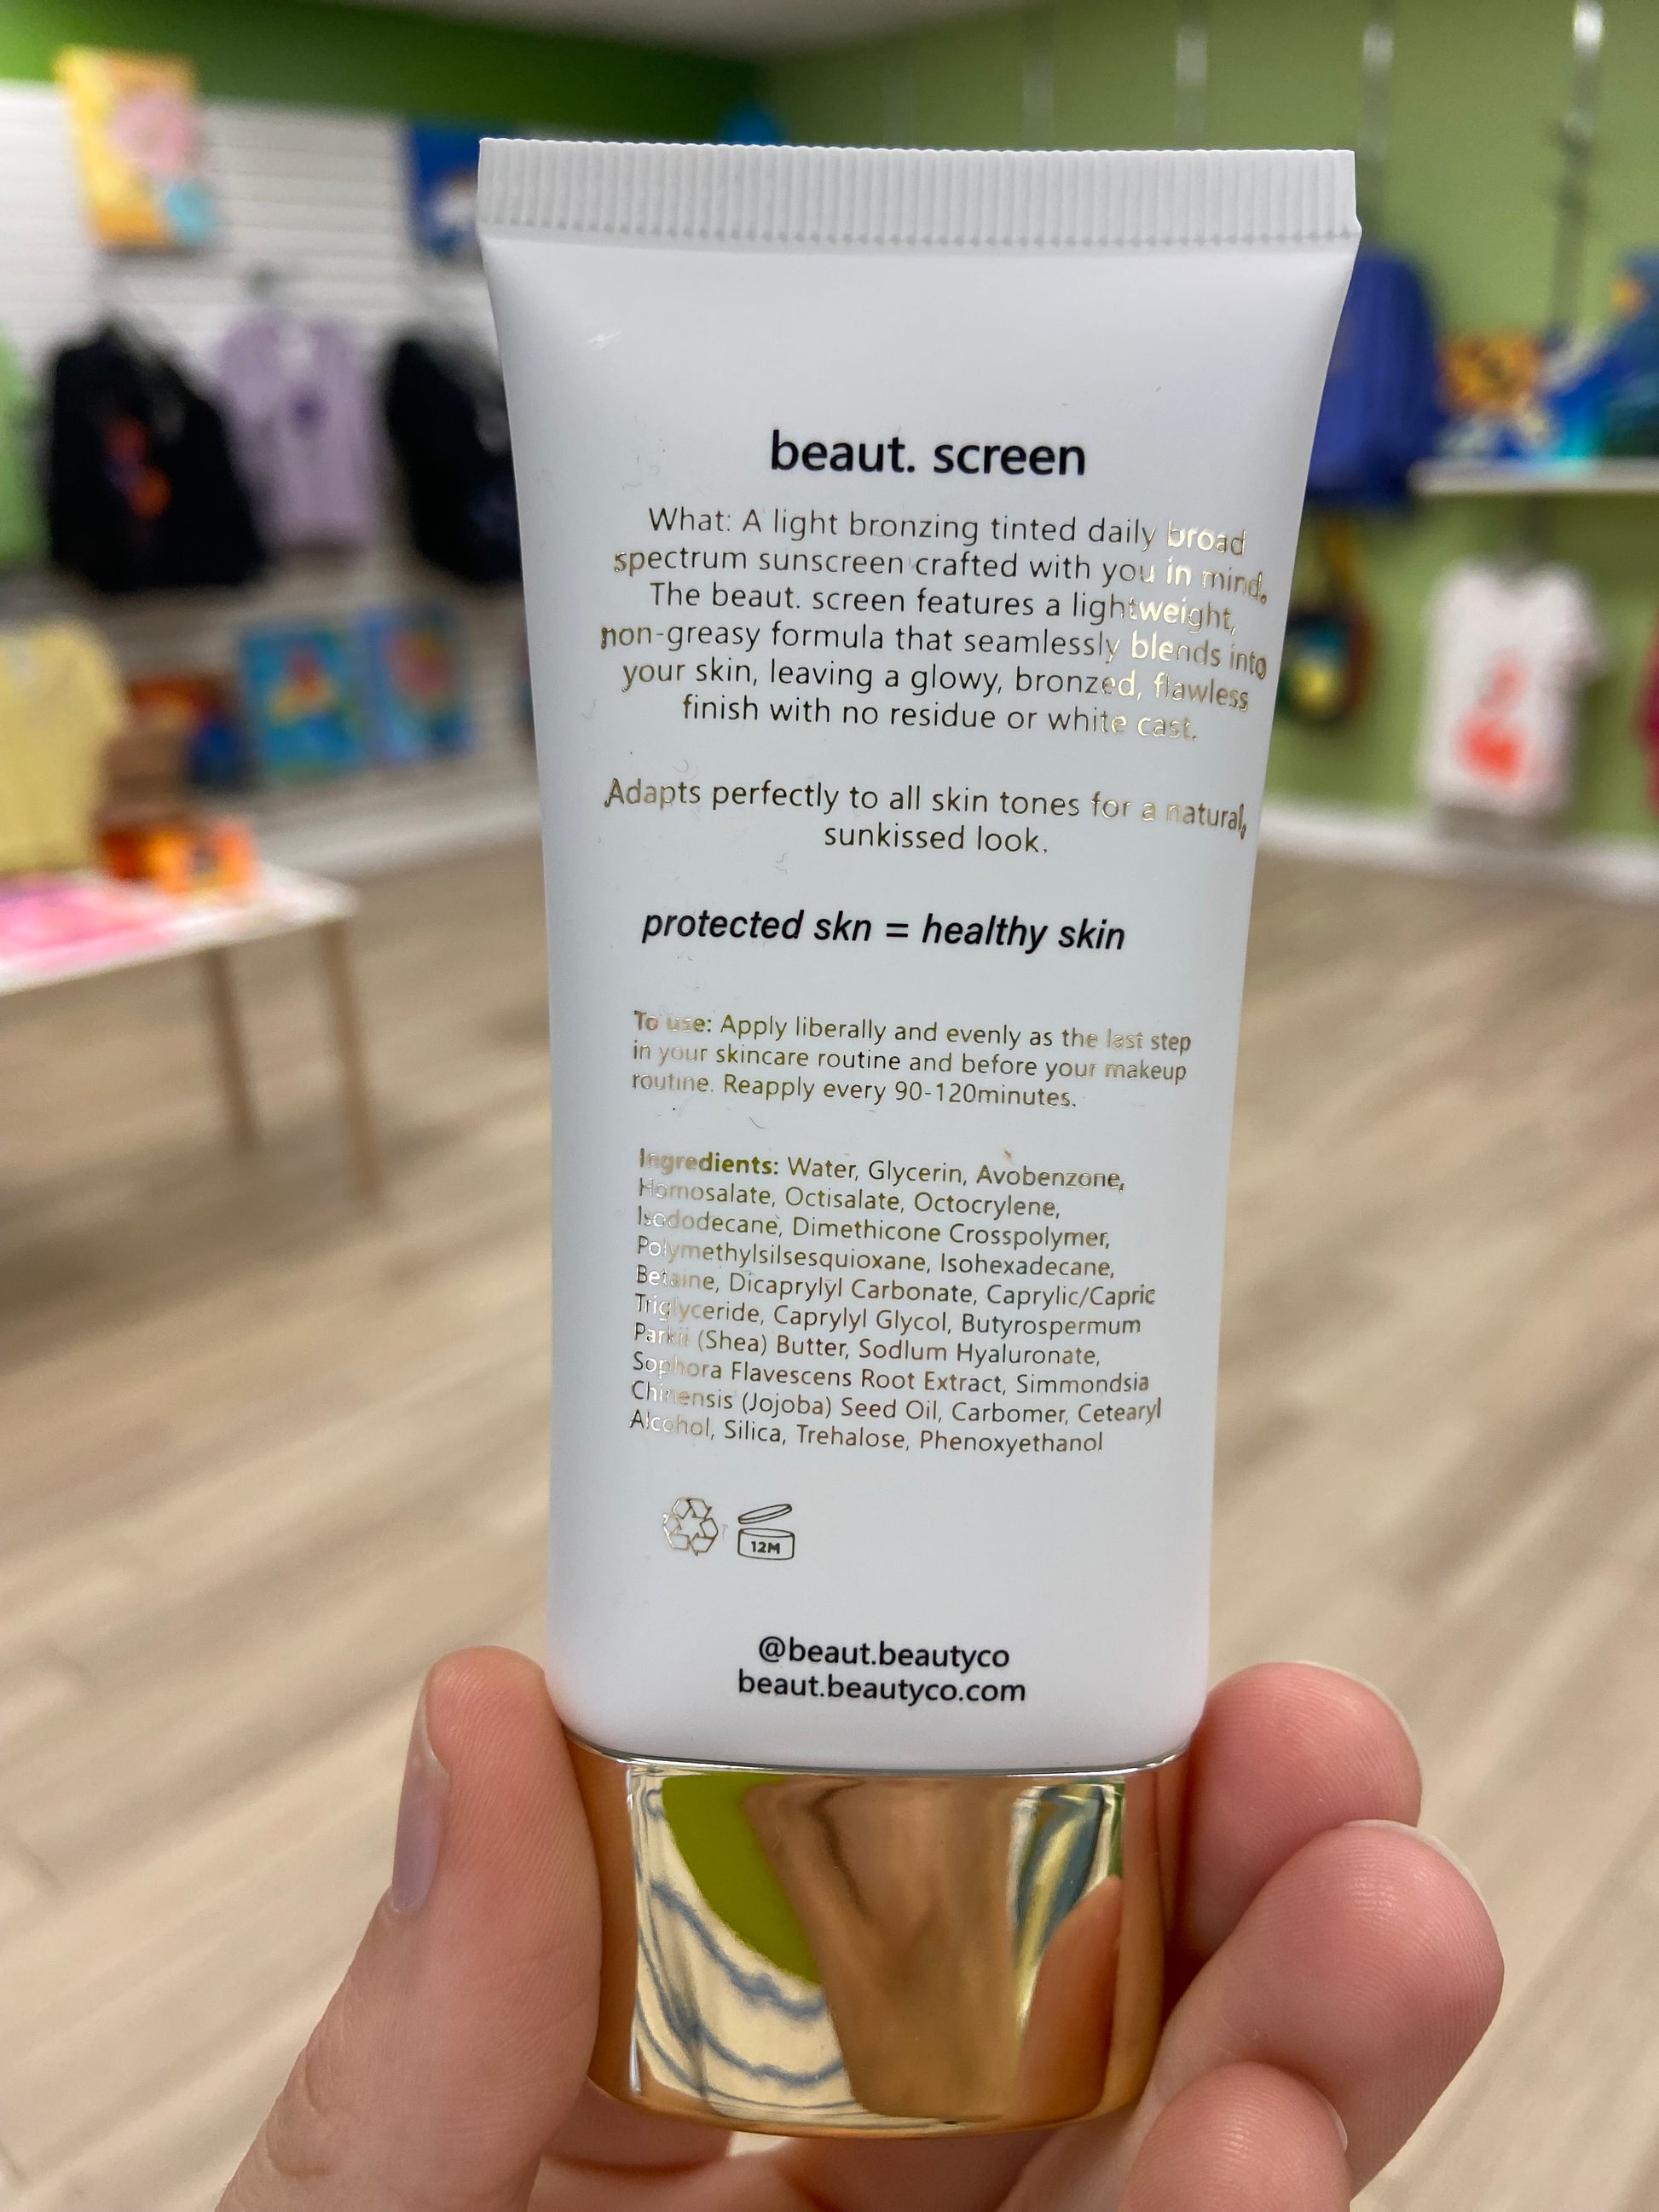 beaut. screen
What: A light bronzing tinted daily broad
spectrum sunscreen crafted with you in mind.
The beaut. screen features a lightweight,
non-greasy formula that seamlessly blends into
your skin, leaving a glowy, bronzed, flawless
finish with no residue or white cast.
Adapts perfectly to all skin tones for a natural,
sunkissed look.
protected skn = healthy skin
To use: Apply liberally and evenly as the last step
in your skincare routine and before your makeup
routine. Reapply every 90-120minutes.
Ingredients: Water, Glycerin, Avobenzone,
Homosalate, Octisalate, Octocrylene,
Isododecane, Dimethicone Crosspolymer,
Polymethylsilsesquioxane, Isohexadecane,
Betaine, Dicaprylyl Carbonate, Caprylic/Capric
Triglyceride, Caprylyl Glycol, Butyrospermum
Parkii (Shea) Butter, Sodlum Hyaluronate,
Sophora Flavescens Root Extract, Simmondsia
Chinensis (Jojoba) Seed Oil, Carbomer, Cetearyl
Alcohol, Silica, Trehalose, Phenoxyethanol
12M
@beaut.beautyco
beaut.beautyco.com